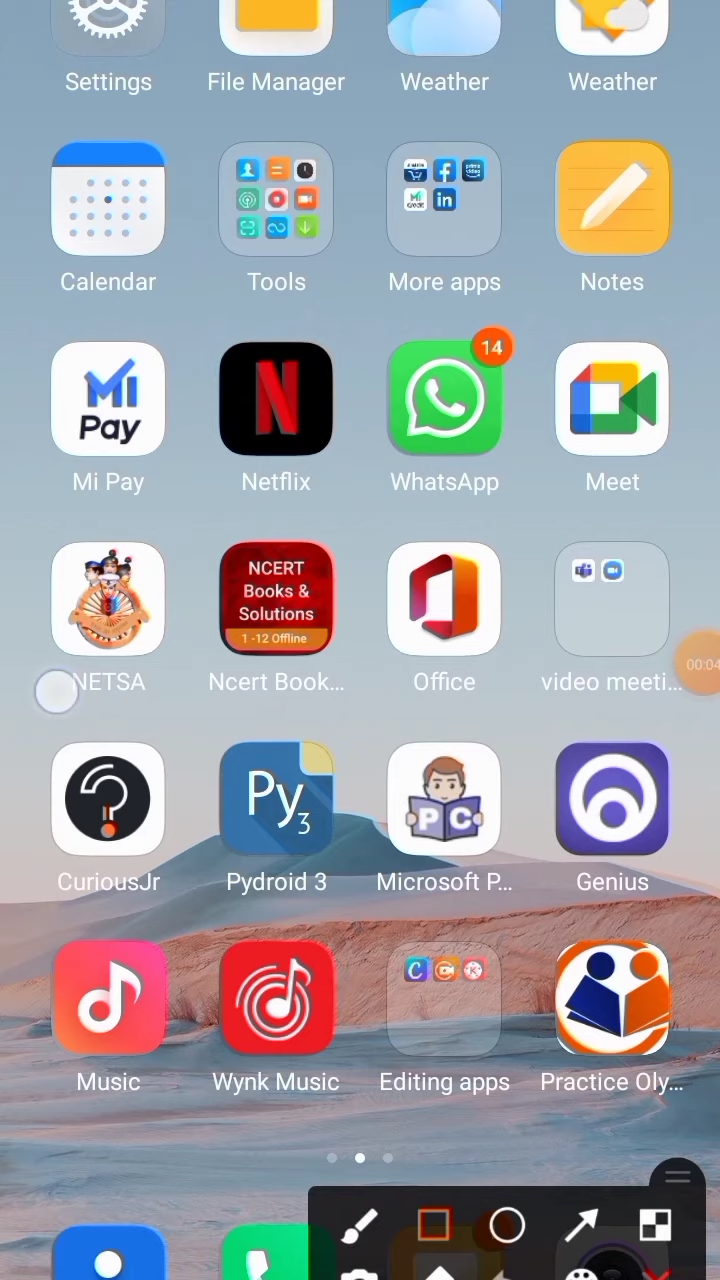 Settings File Manager Weather Weather
Calendar Tools More apps Notes
14
Mi
Pay
Mi Pay Netflix WhatsApp Meet
NCERT
Books &
Solutions
1 -12 Offline
00:04
NETSA Ncert Book... Office video meeti...
Py3
P C
CuriousJr Pydroid 3 Microsoft P... Genius
Music Wynk Music Editing apps Practice Oly...